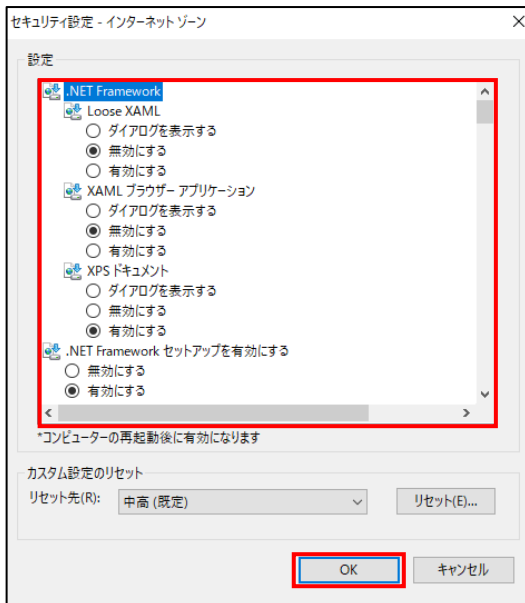 セキュリティ設定 - インターネット ゾーン
設定
.NET Framework
Loose XAML
ダイアログを表示する
無効にする
有効にする
XAML ブラウザー アプリケーション
ダイアログを表示する
無効にする
有効にする
XPS ドキュメント
ダイアログを表示する
無効にする
有効にする
.NET Framework セットアップを有効にする
無効にする
有効にする
*コンピューターの再起動後に有効になります
カスタム設定のリセット
リセット先(R): 中高 (既定) リセット(E)...
OK キャンセル